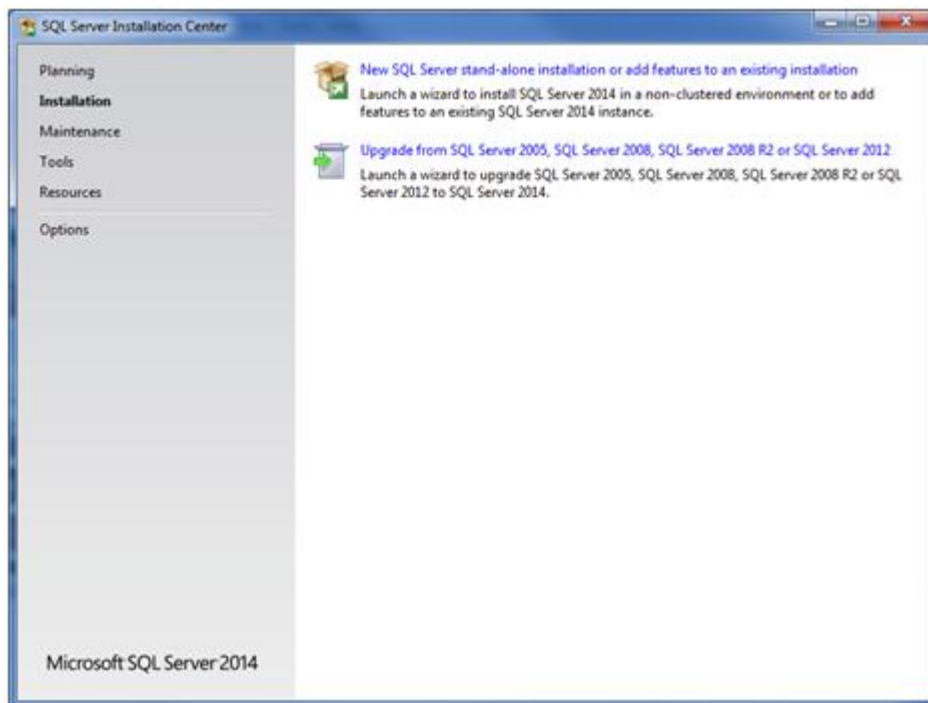 SQL Server Installation Center
Planning
Installation
Maintenance
Tools
Resources
Options
New SQL Server stand-alone installation or add features to an existing installation
Launch a wizard to install SQL Server 2014 in a non-clustered environment or to add
features to an existing SQL Server 2014 instance.
Upgrade from SQL Server 2005, SQL Server 2008, SQL Server 2008 R2 or SQL Server 2012
Launch a wizard to upgrade SQL Server 2005, SQL Server 2008, SQL Server 2008 R2 or SQL
Server 2012 to SQL Server 2014.
Microsoft SQL Server 2014